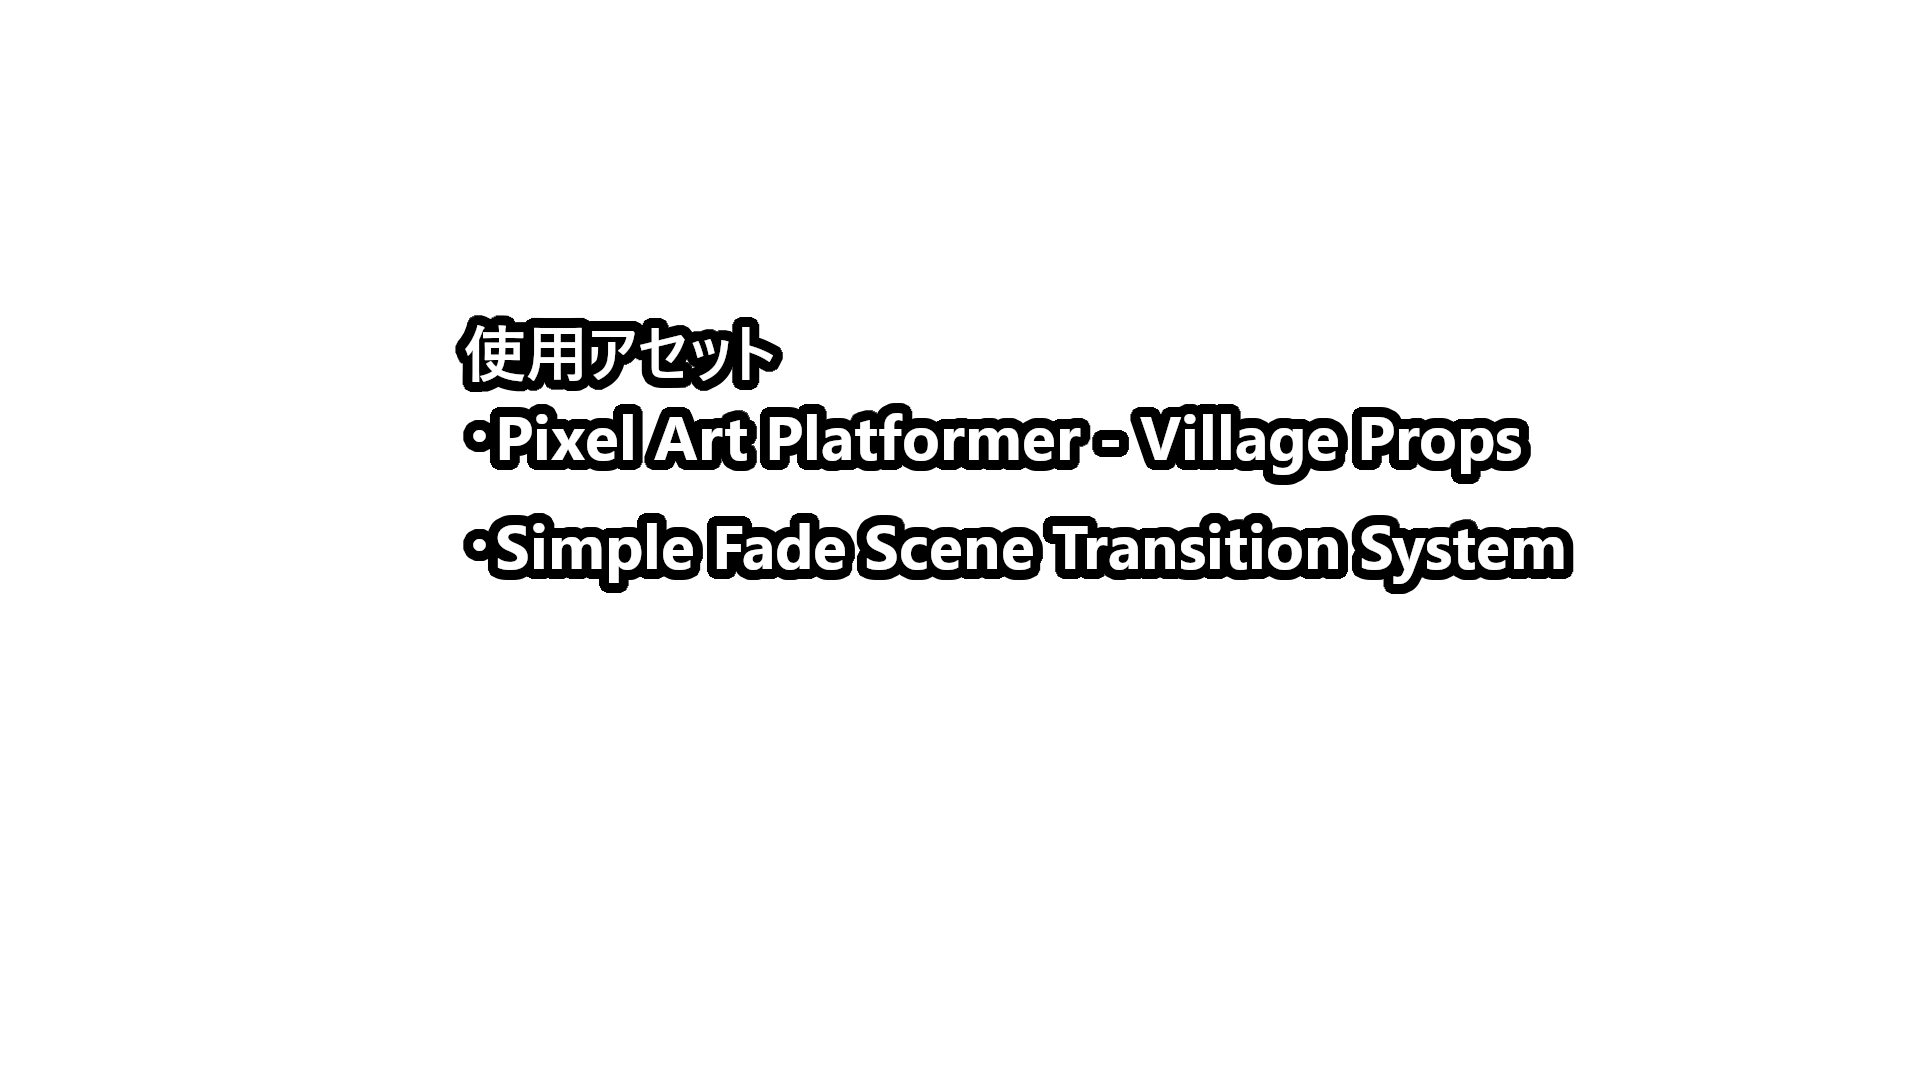 使用アセット
・Pixel Art Platformer - Village Props
・Simple Fade Scene Transition System